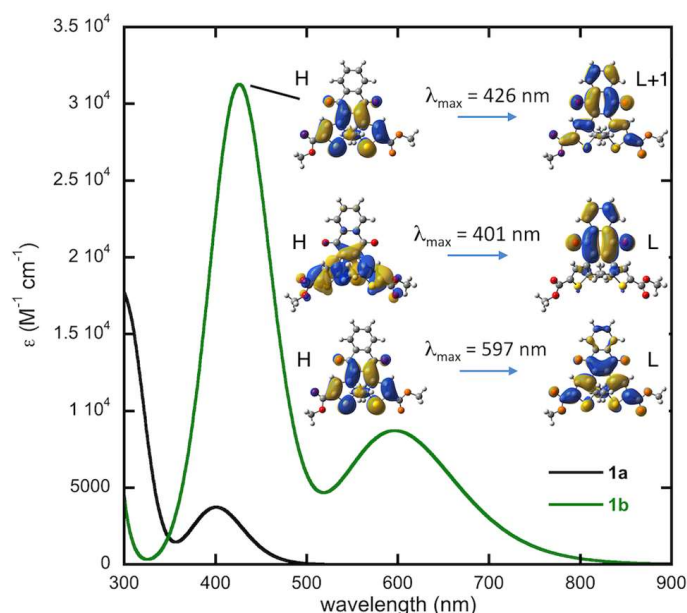 3.5 10⁴
3 10⁴
2.5 10⁴
2 10⁴
1.5 10⁴
1 10⁴
5000
0
ε (M⁻¹ cm⁻¹)
H
λmax = 426 nm
L+1
H
λmax = 401 nm
L
H
λmax = 597 nm
L
1a
1b
300 400 500 600 700 800 900
wavelength (nm)